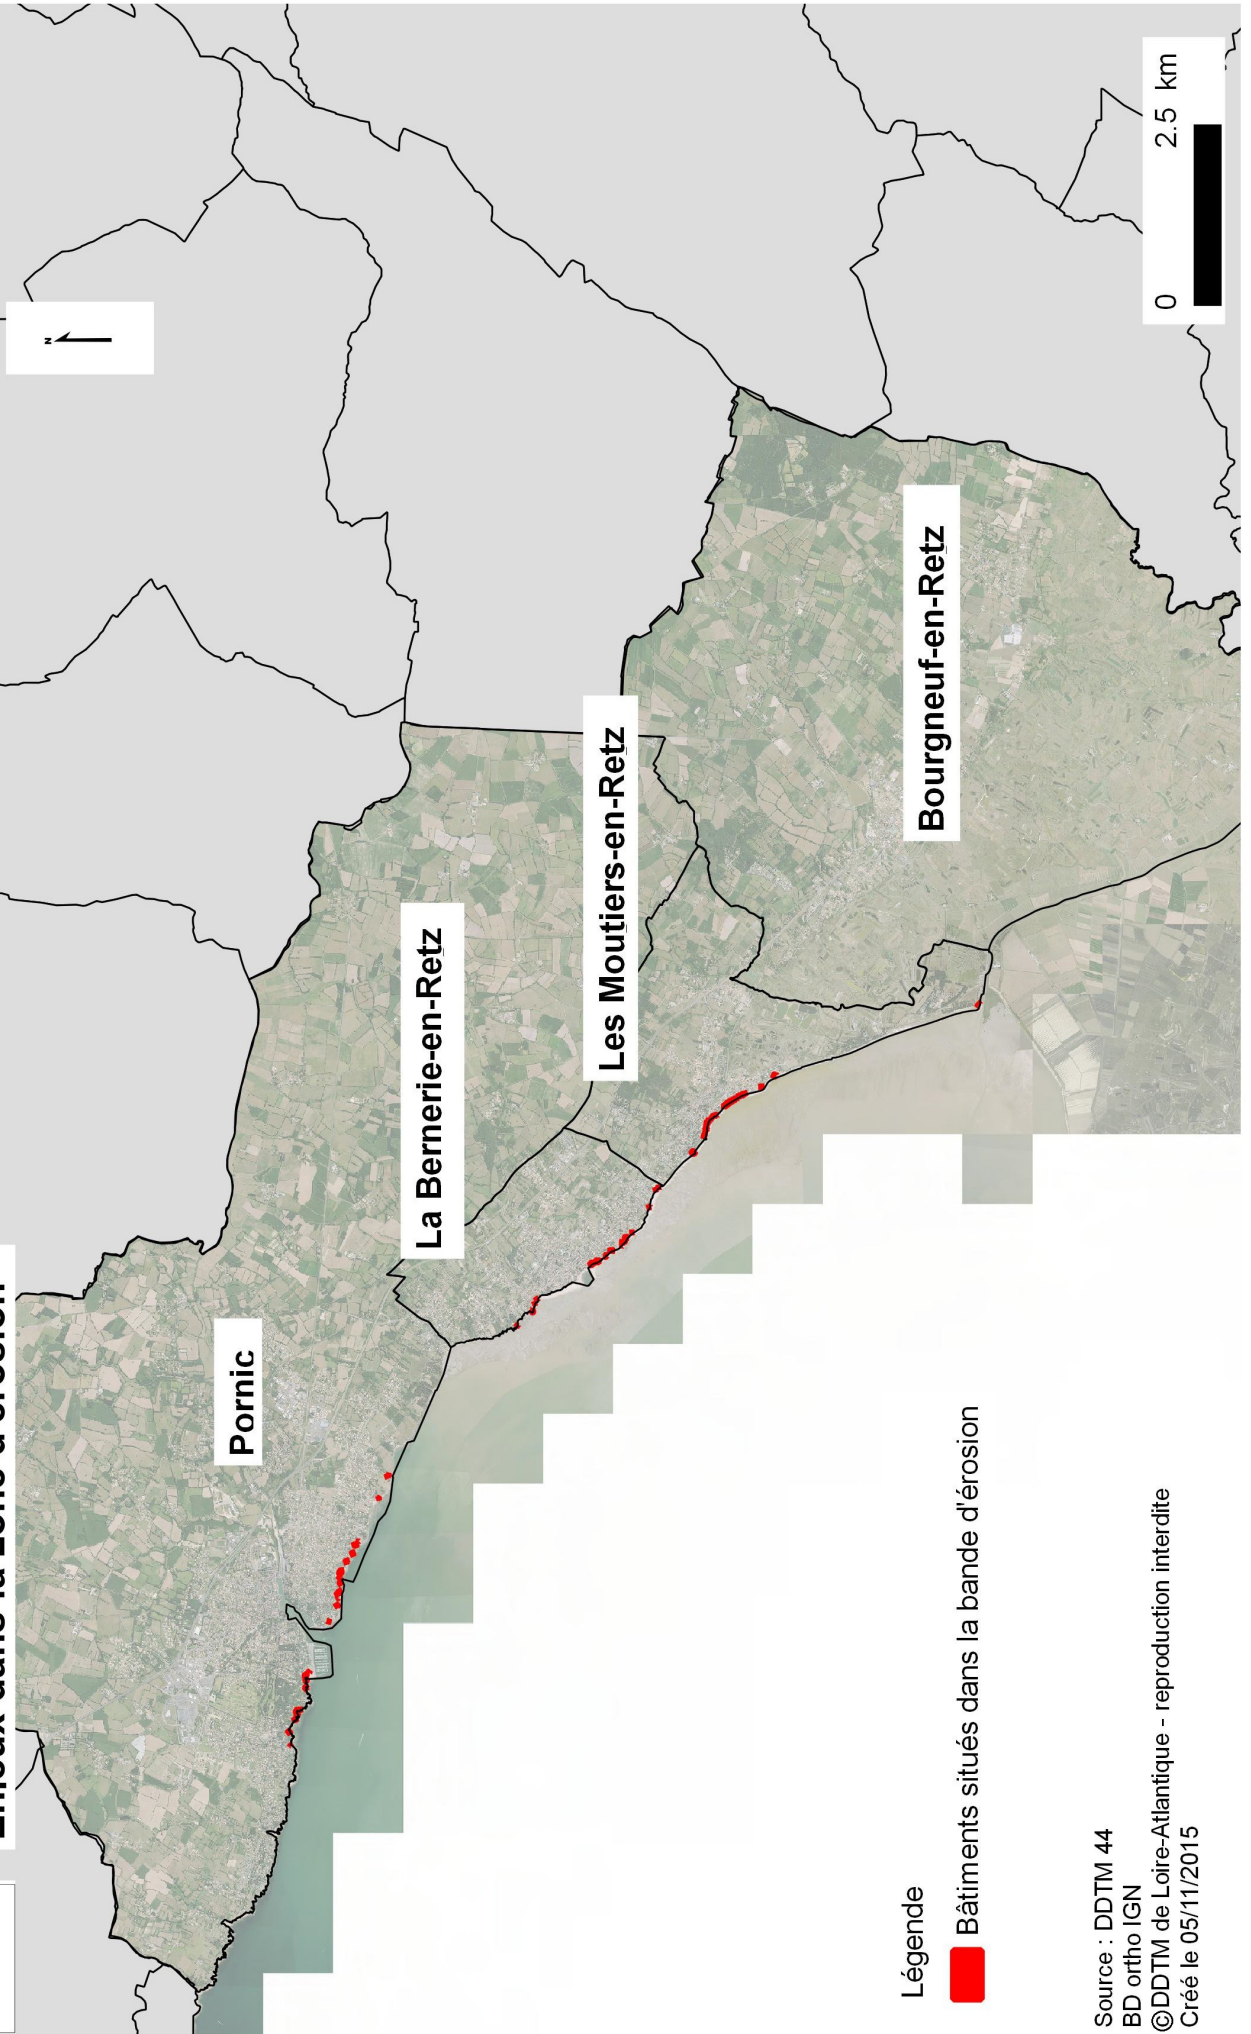 Enjeux dans la zone d'érosion
N
Pornic
La Bernerie-en-Retz
Les Moutiers-en-Retz
Bourgneuf-en-Retz
Légende
Bâtiments situés dans la bande d'érosion
Source : DDTM 44
BD ortho IGN
©DDTM de Loire-Atlantique - reproduction interdite
Créé le 05/11/2015
0 2.5 km